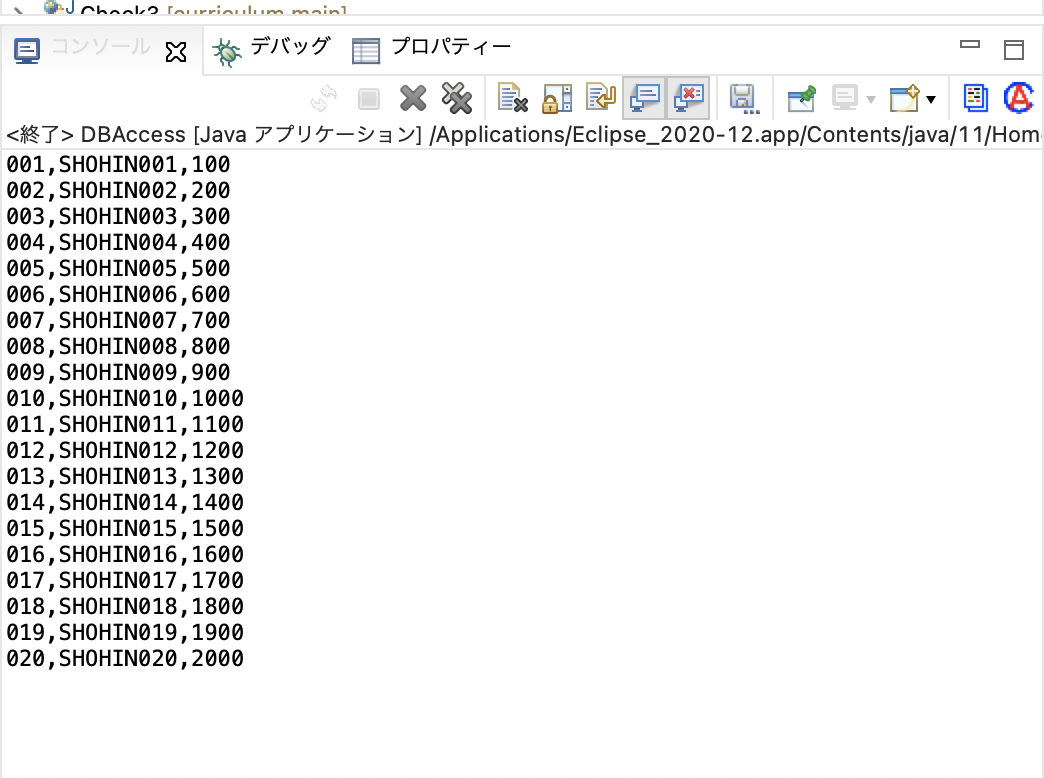 Check3 [curriculum.main]
コンソール デバッグ プロパティー
<終了> DBAccess [Java アプリケーション] /Applications/Eclipse_2020-12.app/Contents/java/11/Hom
001,SHOHIN001,100
002,SHOHIN002,200
003,SHOHIN003,300
004,SHOHIN004,400
005,SHOHIN005,500
006,SHOHIN006,600
007,SHOHIN007,700
008,SHOHIN008,800
009,SHOHIN009,900
010,SHOHIN010,1000
011,SHOHIN011,1100
012,SHOHIN012,1200
013,SHOHIN013,1300
014,SHOHIN014,1400
015,SHOHIN015,1500
016,SHOHIN016,1600
017,SHOHIN017,1700
018,SHOHIN018,1800
019,SHOHIN019,1900
020,SHOHIN020,2000